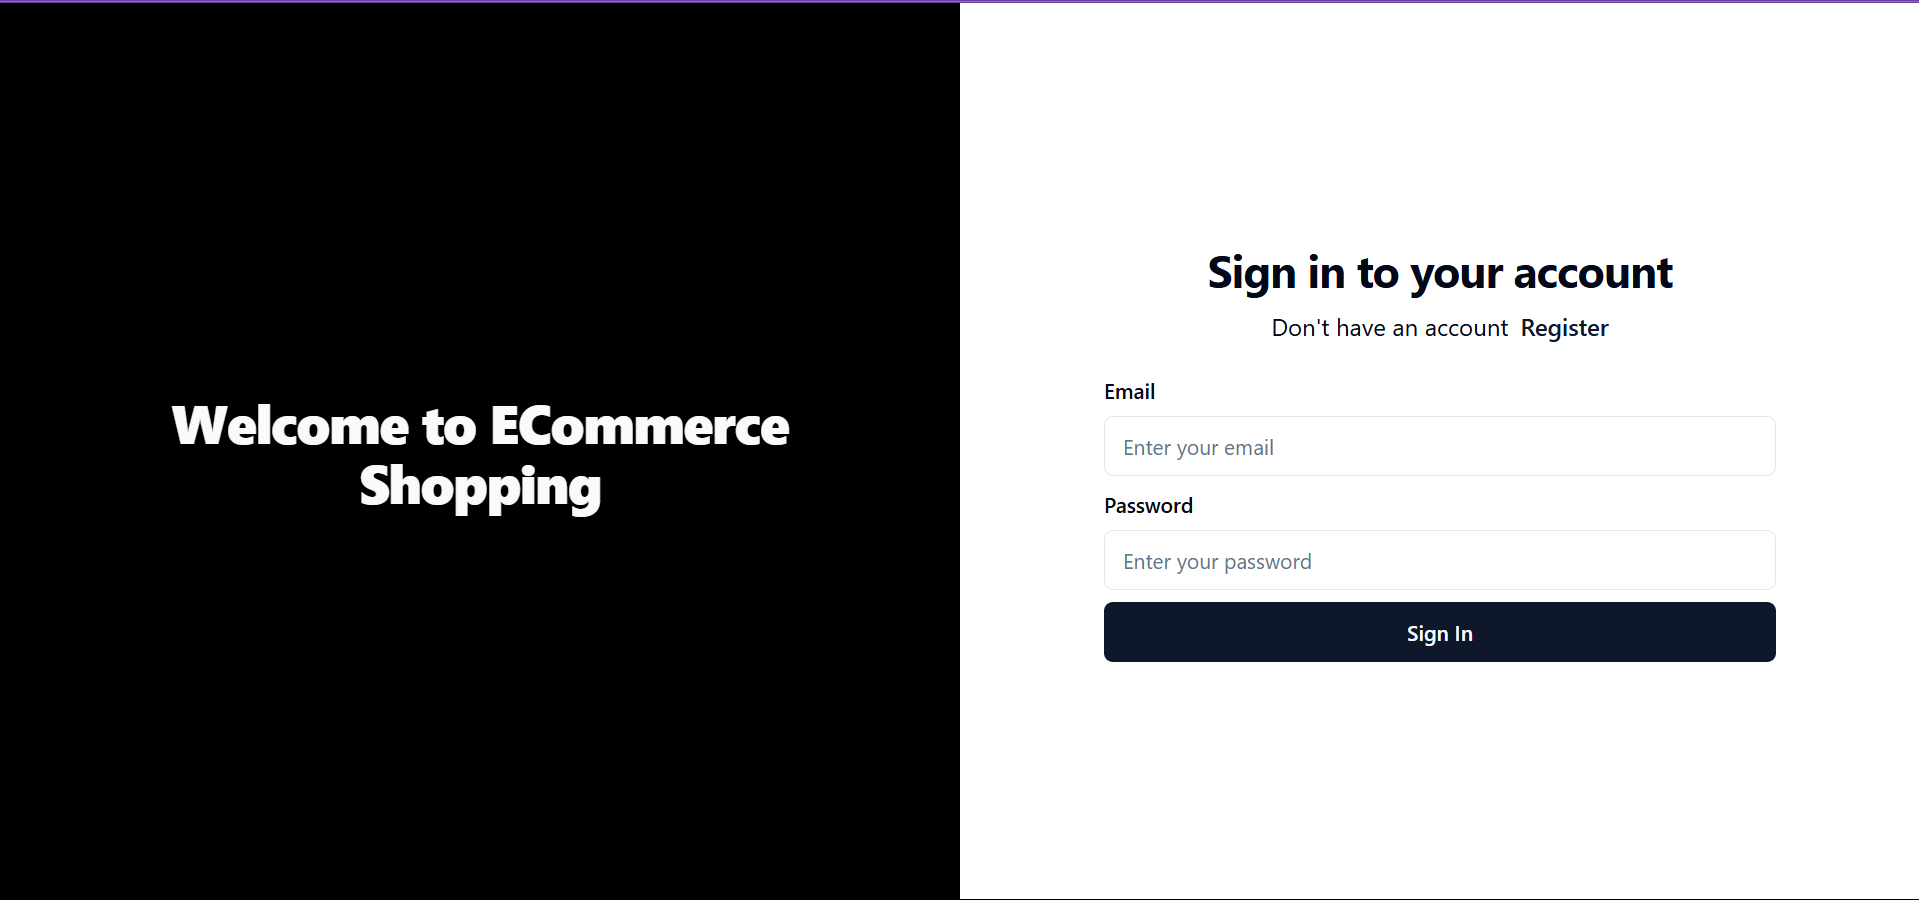 Welcome to ECommerce
Shopping
Sign in to your account
Don't have an account Register
Email
Enter your email
Password
Enter your password
Sign In